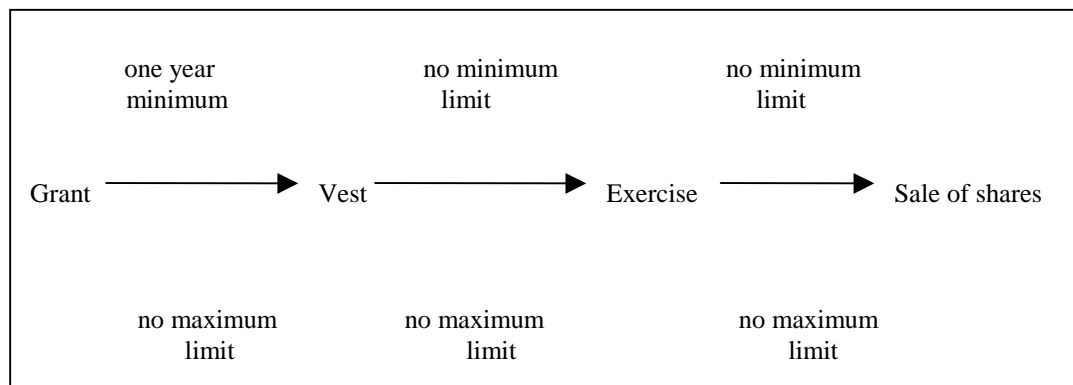 one year
minimum
no minimum
limit
no minimum
limit
Grant
Vest
Exercise
Sale of shares
no maximum
limit
no maximum
limit
no maximum
limit